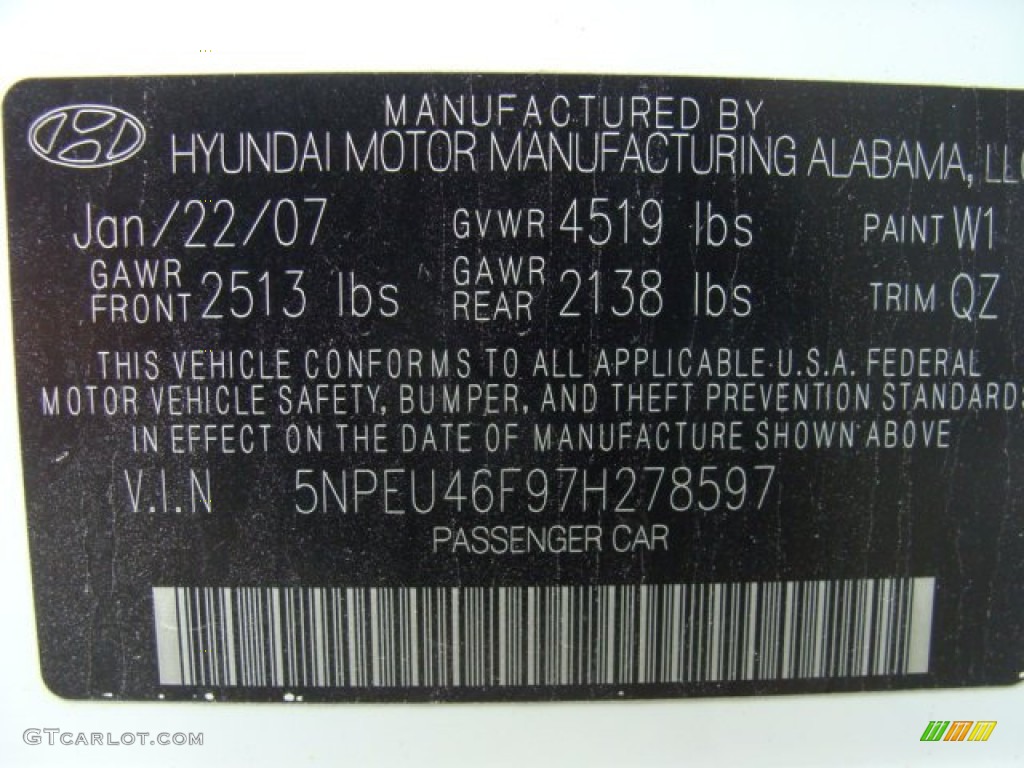 MANUFACTURED BY
HYUNDAI MOTOR MANUFACTURING ALABAMA, LLC
Jan/22/07 GVWR 4519 lbs PAINT W1
GAWR FRONT 2513 lbs GAWR REAR 2138 lbs TRIM QZ
THIS VEHICLE CONFORMS TO ALL APPLICABLE U.S.A. FEDERAL
MOTOR VEHICLE SAFETY, BUMPER, AND THEFT PREVENTION STANDARDS
IN EFFECT ON THE DATE OF MANUFACTURE SHOWN ABOVE
V.I.N 5NPEU46F97H278597
PASSENGER CAR
GTCARLOT.COM